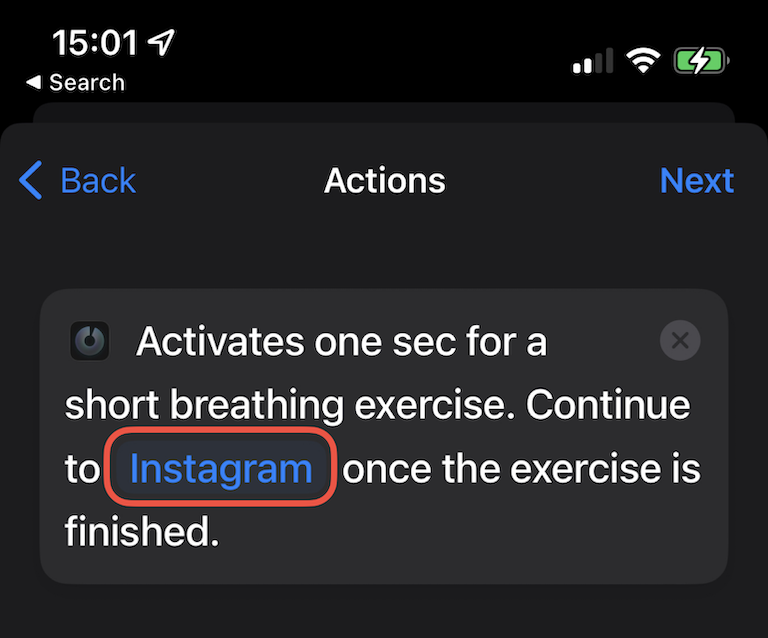 15:01
Search
Back Actions Next
Activates one sec for a
short breathing exercise. Continue
to Instagram once the exercise is
finished.